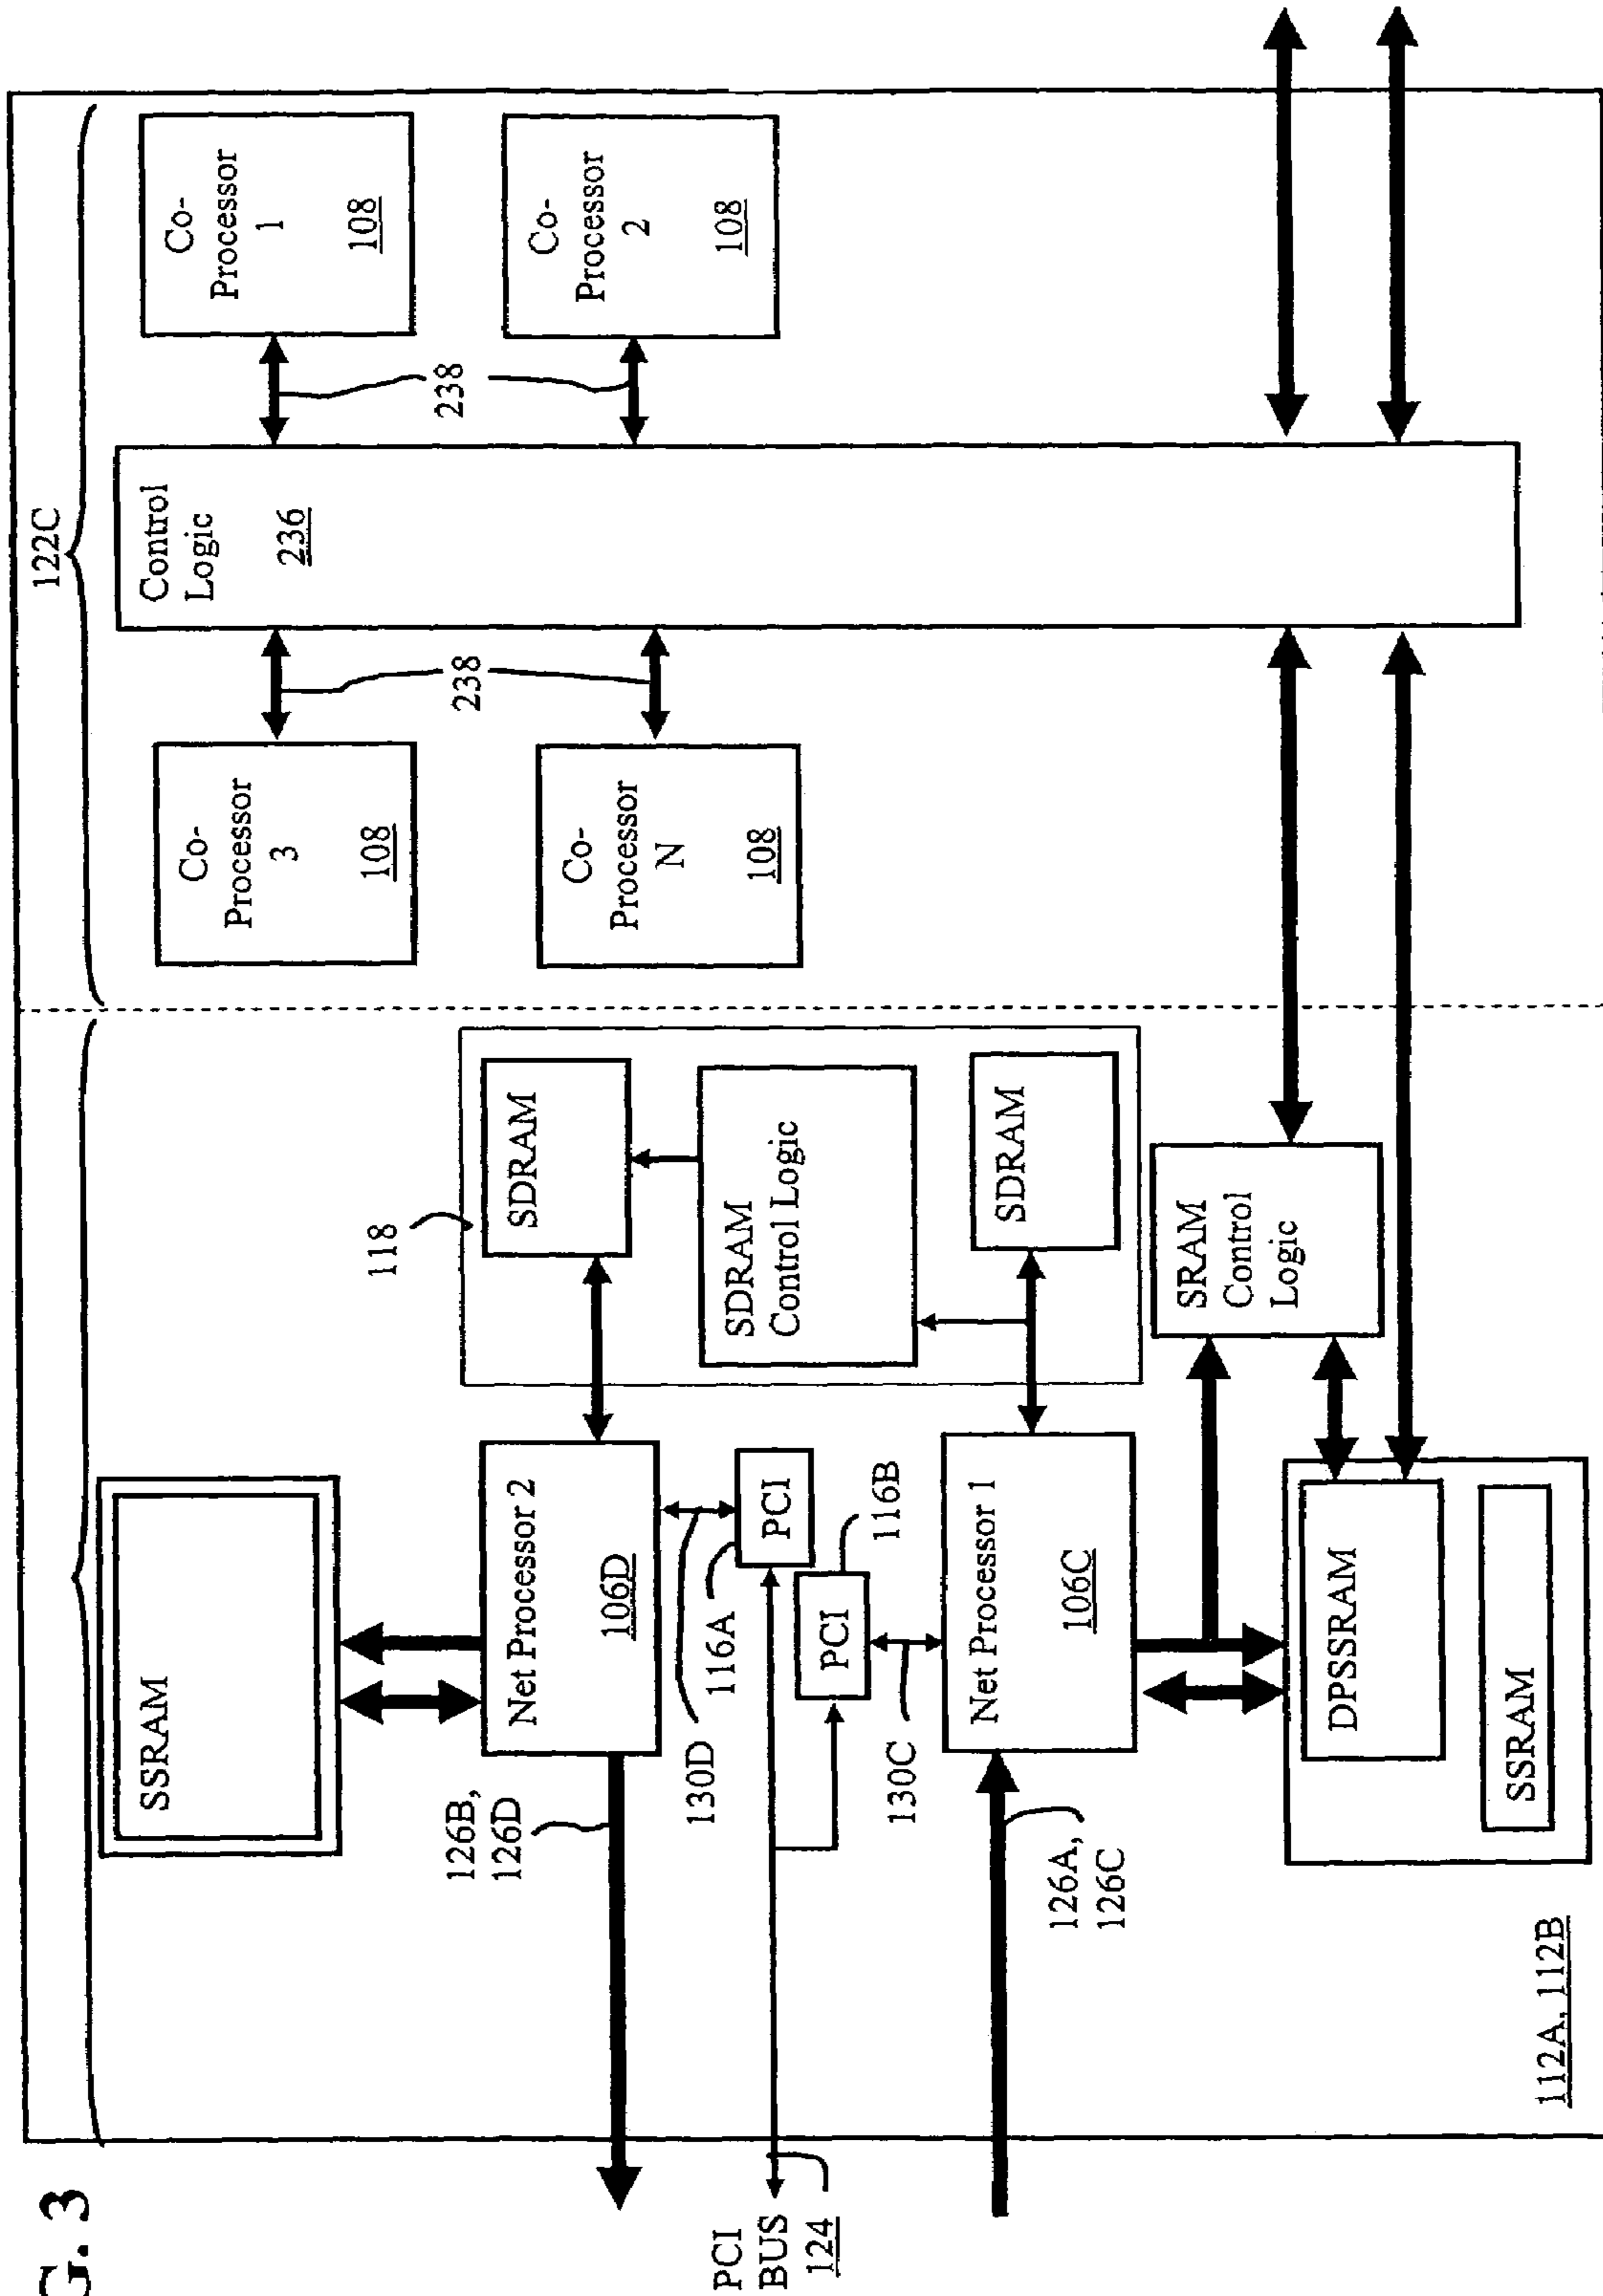 G. 3
122C
SSRAM
Net Processor 2
106D
126B,
126D
130D
116A
PCI
PCI
116B
130C
PCI
BUS
124
Net Processor 1
106C
126A,
126C
118
SDRAM
SDRAM
Control Logic
SDRAM
SRAM
Control
Logic
DPSSRAM
SSRAM
112A, 112B
Co-
Processor
3
108
Co-
Processor
N
108
238
Control
Logic
236
238
Co-
Processor
1
108
Co-
Processor
2
108